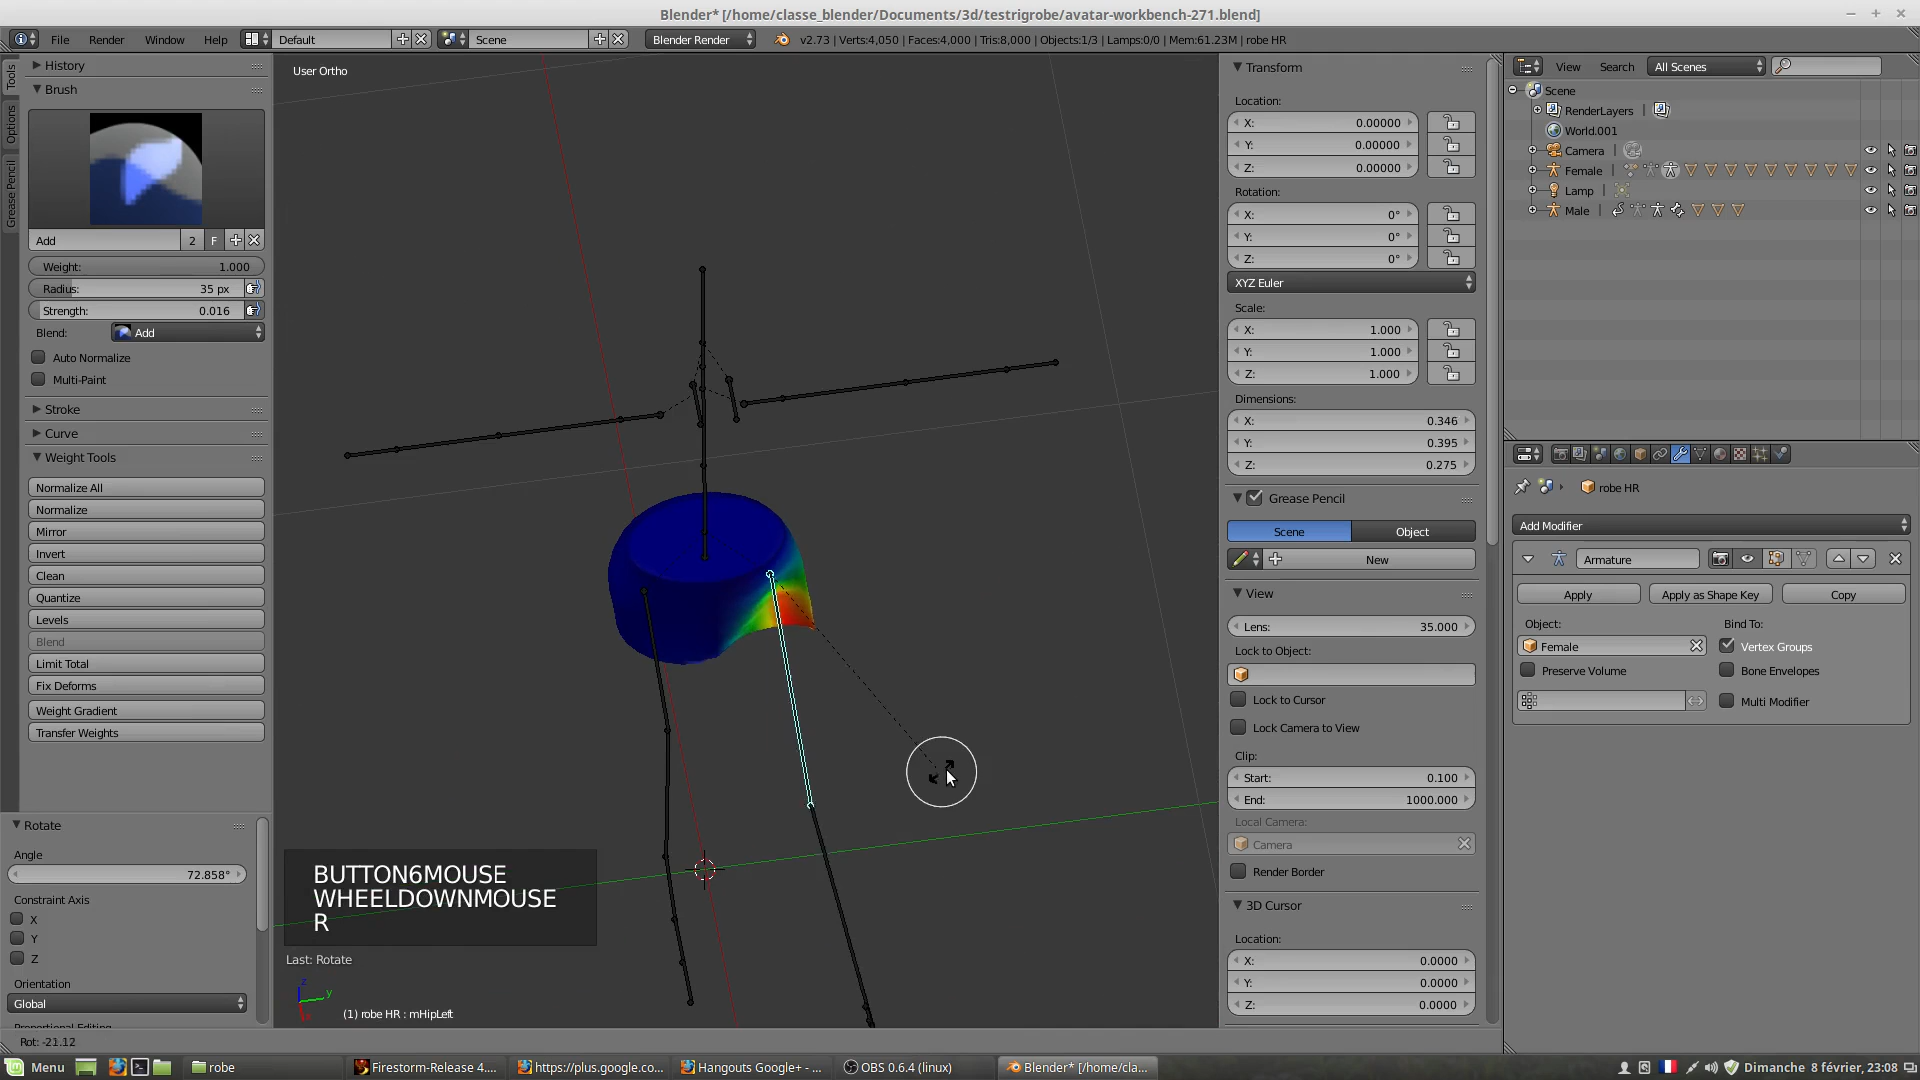 Blender* [/home/classe_blender/Documents/3d/testrigrobe/avatar-workbench-271.blend]
File Render Window Help Default Scene Blender Render v2.73 | Verts:4,050 | Faces:4,000 | Tris:8,000 | Objects:1/3 | Lamps:0/0 | Mem:61.23M | robe HR
Tools
Options
Grease Pencil
History
Brush
Add 2 F
Weight: 1.000
Radius: 35 px
Strength: 0.016
Blend: Add
Auto Normalize
Multi-Paint
Stroke
Curve
Weight Tools
Normalize All
Normalize
Mirror
Invert
Clean
Quantize
Levels
Blend
Limit Total
Fix Deforms
Weight Gradient
Transfer Weights
Rotate
Angle
72.858°
Constraint Axis
X
Y
Z
Orientation
Global
Rot: -21.12
User Ortho
BUTTON6MOUSE
WHEELDOWNMOUSE
R
Last: Rotate
z
y
(1) robe HR : mHipLeft
Transform
Location:
X: 0.00000
Y: 0.00000
Z: 0.00000
Rotation:
X: 0°
Y: 0°
Z: 0°
XYZ Euler
Scale:
X: 1.000
Y: 1.000
Z: 1.000
Dimensions:
X: 0.346
Y: 0.395
Z: 0.275
Grease Pencil
Scene Object
New
View
Lens: 35.000
Lock to Object:
Lock to Cursor
Lock Camera to View
Clip:
Start: 0.100
End: 1000.000
Local Camera:
Camera
Render Border
3D Cursor
Location:
X: 0.0000
Y: 0.0000
Z: 0.0000
View Search All Scenes
Scene
RenderLayers |
World.001
Camera |
Female |
Lamp |
Male |
robe HR
Add Modifier
Armature
Apply Apply as Shape Key Copy
Object: Bind To:
Female Vertex Groups
Preserve Volume Bone Envelopes
Multi Modifier
Menu robe Firestorm-Release 4.... https://plus.google.co... Hangouts Google+ - ... OBS 0.6.4 (linux) Blender* [/home/cla... Dimanche 8 février, 23:08